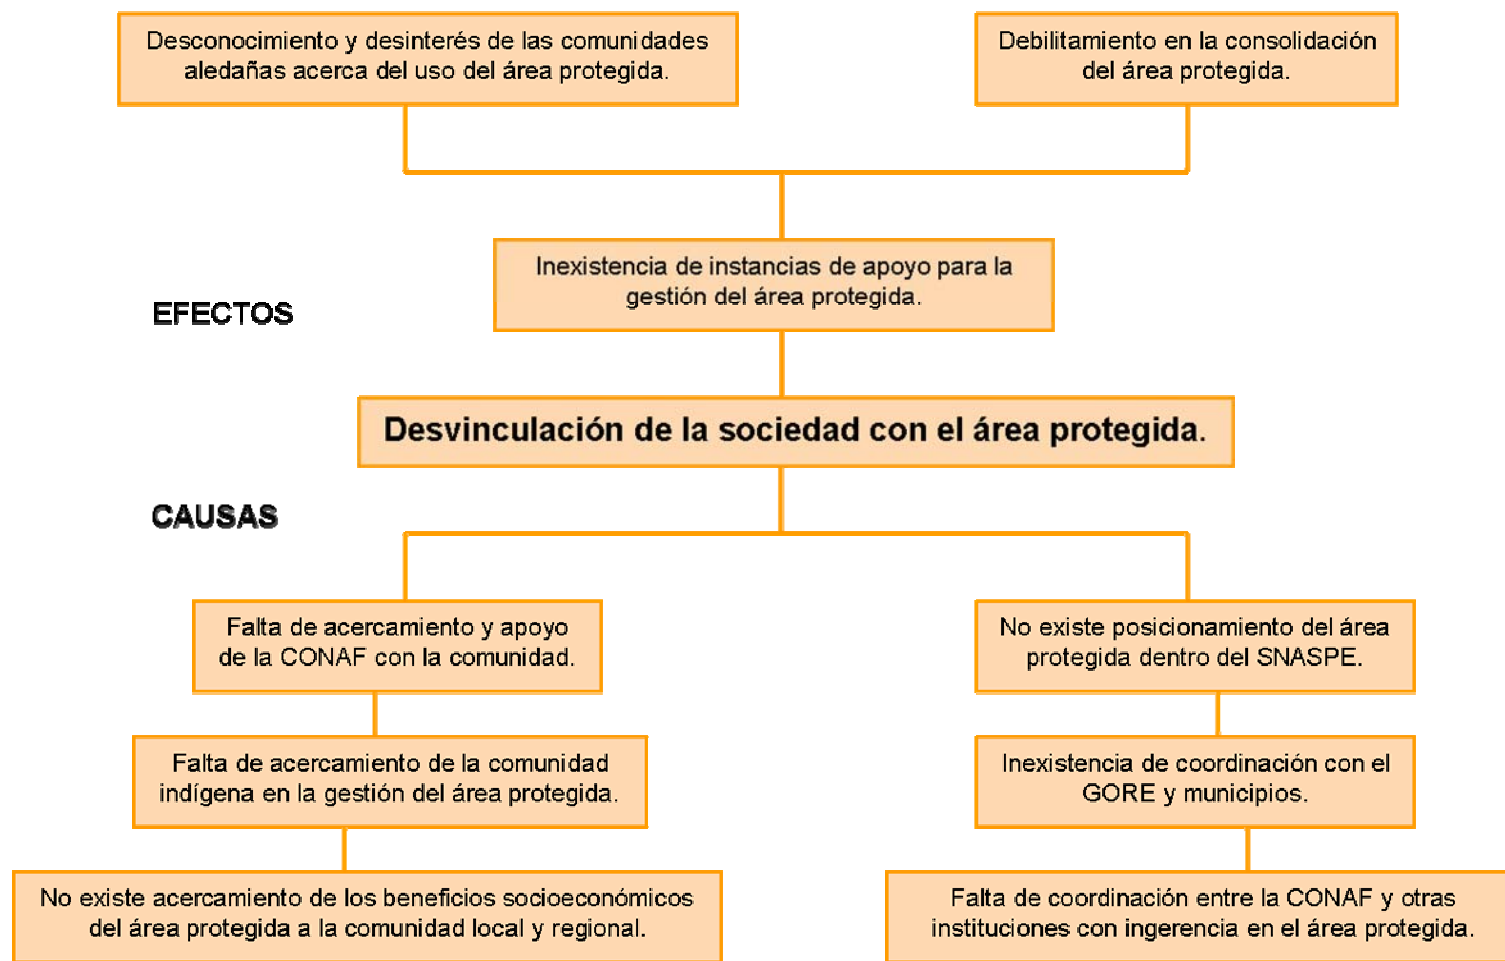 Desconocimiento y desinterés de las comunidades
aledañas acerca del uso del área protegida.
Debilitamiento en la consolidación
del área protegida.
Inexistencia de instancias de apoyo para la
gestión del área protegida.
EFECTOS
Desvinculación de la sociedad con el área protegida.
CAUSAS
Falta de acercamiento y apoyo
de la CONAF con la comunidad.
No existe posicionamiento del área
protegida dentro del SNASPE.
Falta de acercamiento de la comunidad
indígena en la gestión del área protegida.
Inexistencia de coordinación con el
GORE y municipios.
No existe acercamiento de los beneficios socioeconómicos
del área protegida a la comunidad local y regional.
Falta de coordinación entre la CONAF y otras
instituciones con ingerencia en el área protegida.